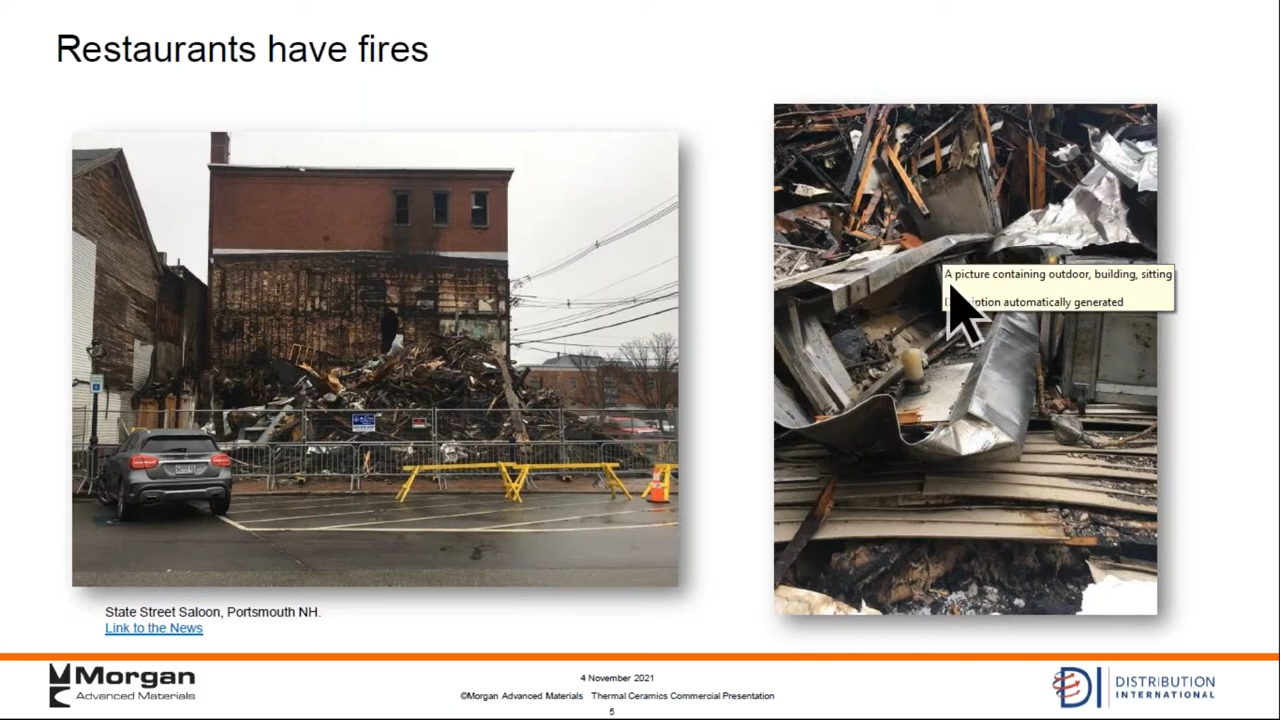 Restaurants have fires
A picture containing outdoor, building, sitting
ription automatically generated
State Street Saloon, Portsmouth NH.
Link to the News
Morgan
Advanced Materials
4 November 2021
©Morgan Advanced Materials Thermal Ceramics Commercial Presentation
5
DI
DISTRIBUTION
INTERNATIONAL